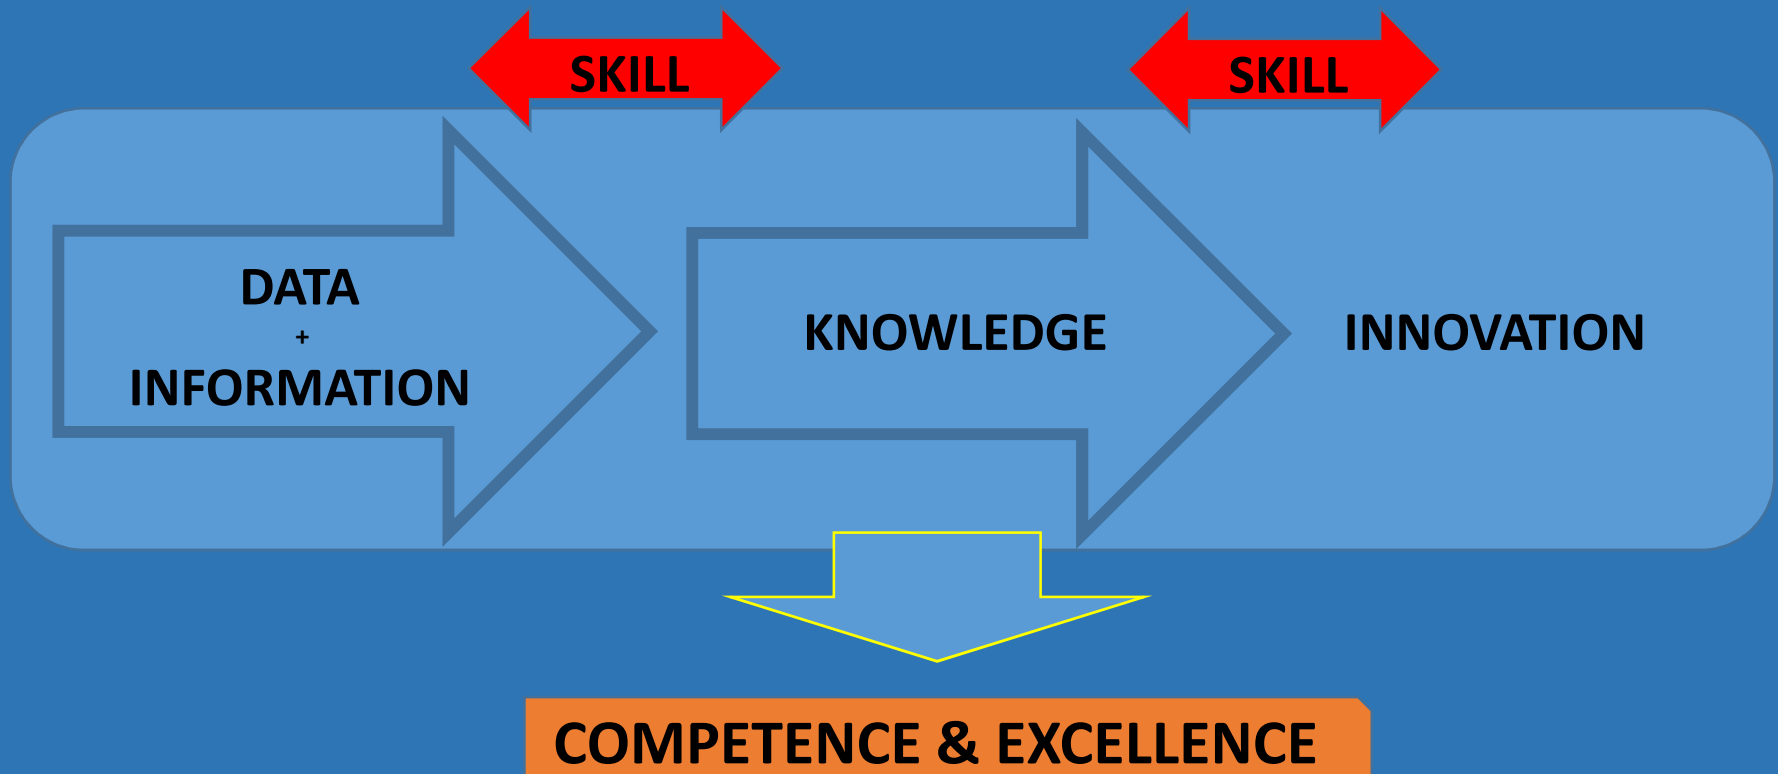 SKILL
SKILL
DATA
+
INFORMATION
KNOWLEDGE
INNOVATION
COMPETENCE & EXCELLENCE